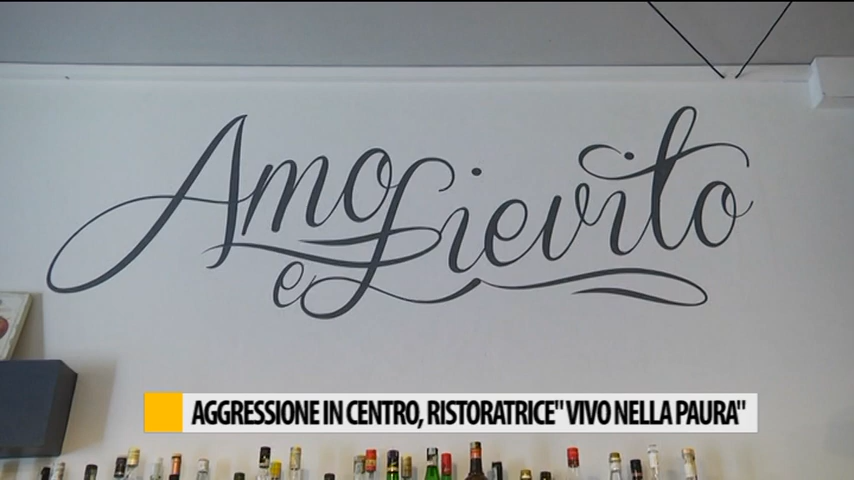 Amo
e Lievito
AGGRESSIONE IN CENTRO, RISTORATRICE" VIVO NELLA PAURA"